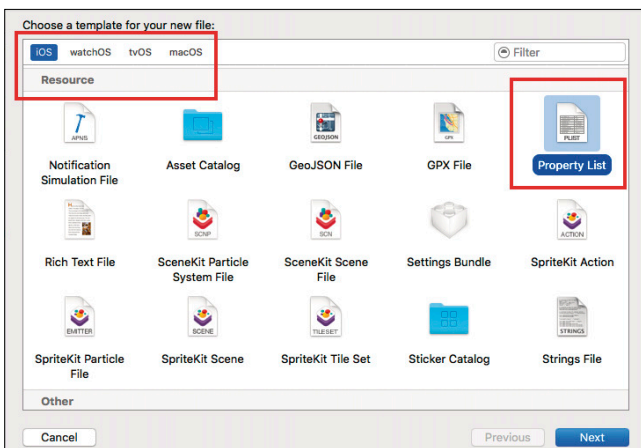 Choose a template for your new file:
iOS watchOS tvOS macOS Filter
Resource
APNS GEOJSON GPX PLIST
Notification Asset Catalog GeoJSON File GPX File Property List
Simulation File
SCNP SCN ACTION
Rich Text File SceneKit Particle SceneKit Scene Settings Bundle SpriteKit Action
System File File
EMITTER SCENE TILESET STRINGS
SpriteKit Particle SpriteKit Scene SpriteKit Tile Set Sticker Catalog Strings File
File
Other
Cancel Previous Next